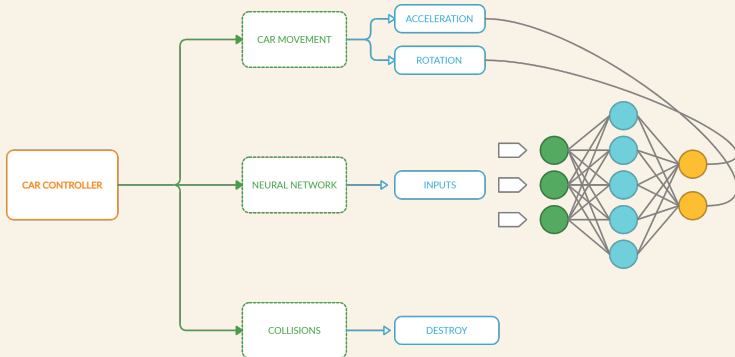 ACCELERATION
CAR MOVEMENT
ROTATION
CAR CONTROLLER
NEURAL NETWORK
INPUTS
COLLISIONS
DESTROY